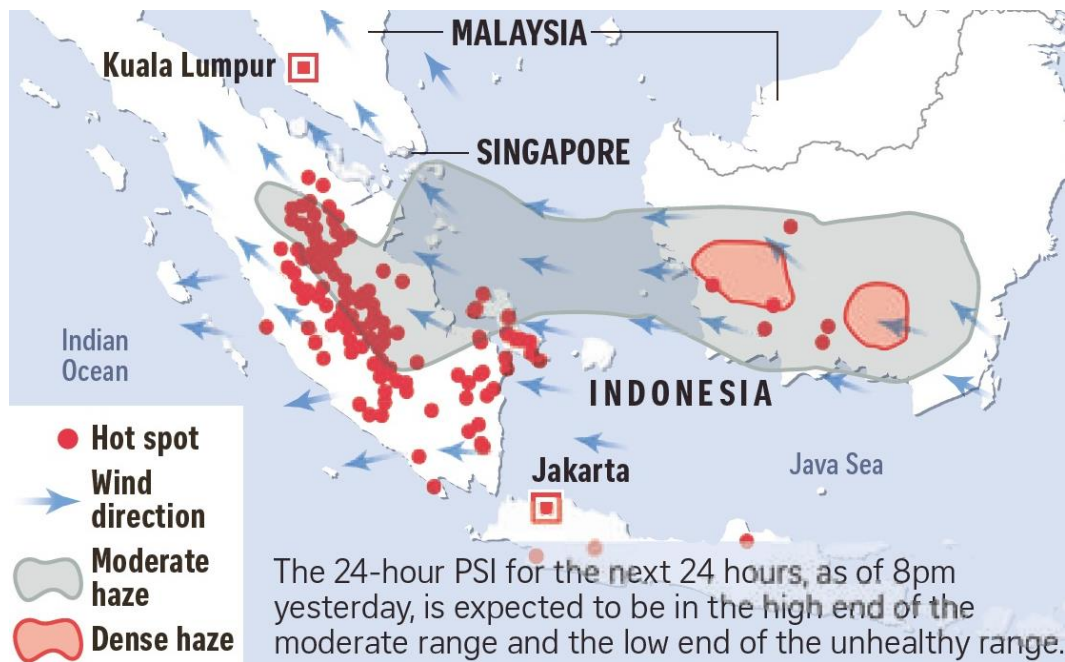 MALAYSIA
Kuala Lumpur
SINGAPORE
Indian
Ocean
INDONESIA
Java Sea
Jakarta
Hot spot
Wind
direction
Moderate
haze
Dense haze
The 24-hour PSI for the next 24 hours, as of 8pm
yesterday, is expected to be in the high end of the
moderate range and the low end of the unhealthy range.